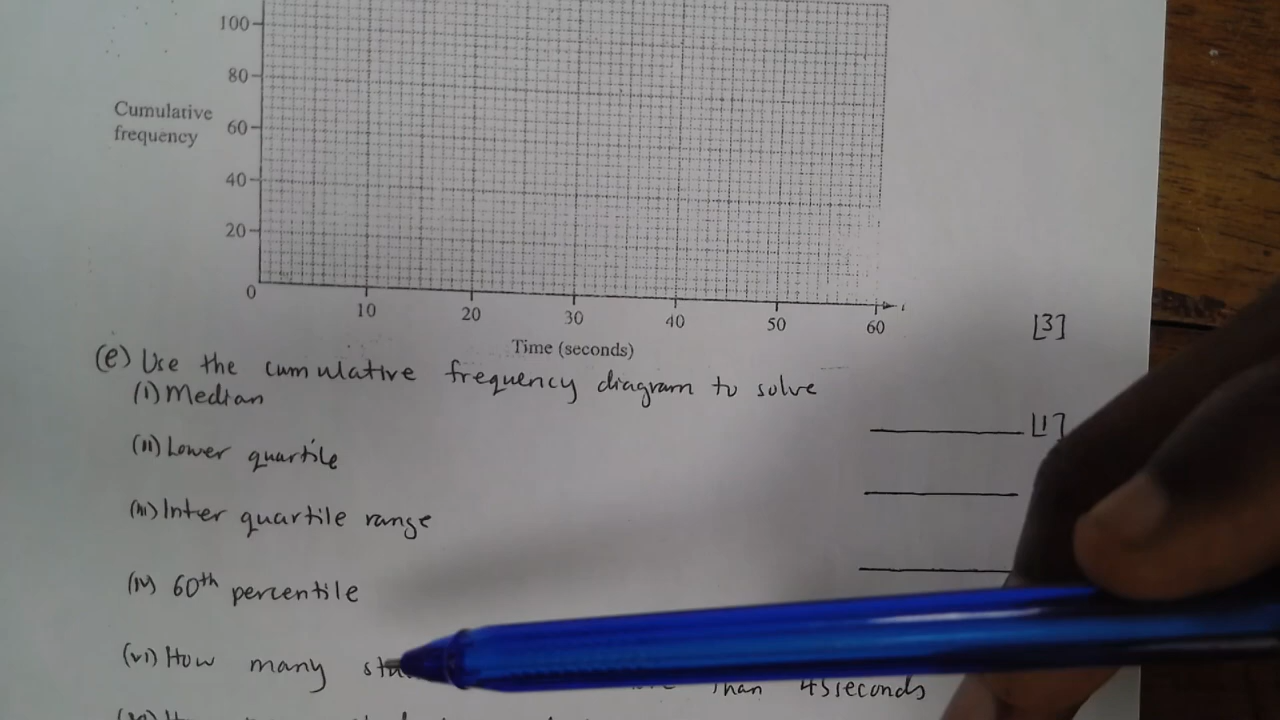 100
80
Cumulative
frequency
60
40
20
0
10 20 30 40 50 60
Time (seconds)
[3]
(e) Use the cumulative frequency diagram to solve
(i) Median
[1]
(ii) Lower quartile
(iii) Inter quartile range
(iv) 60th percentile
(vi) How many than 45 seconds